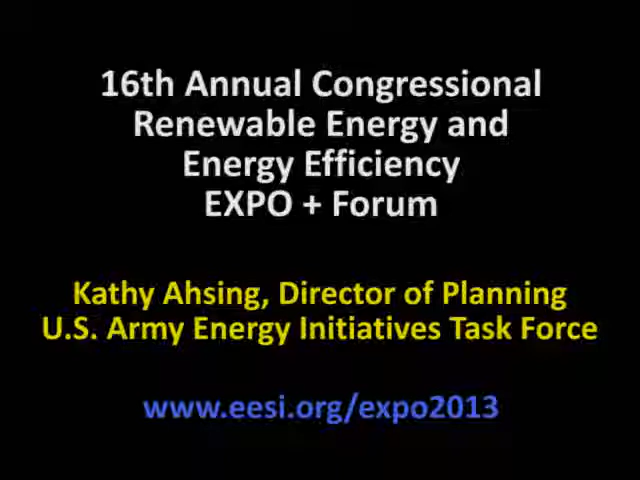 16th Annual Congressional
Renewable Energy and
Energy Efficiency
EXPO + Forum
Kathy Ahsing, Director of Planning
U.S. Army Energy Initiatives Task Force
www.eesi.org/expo2013